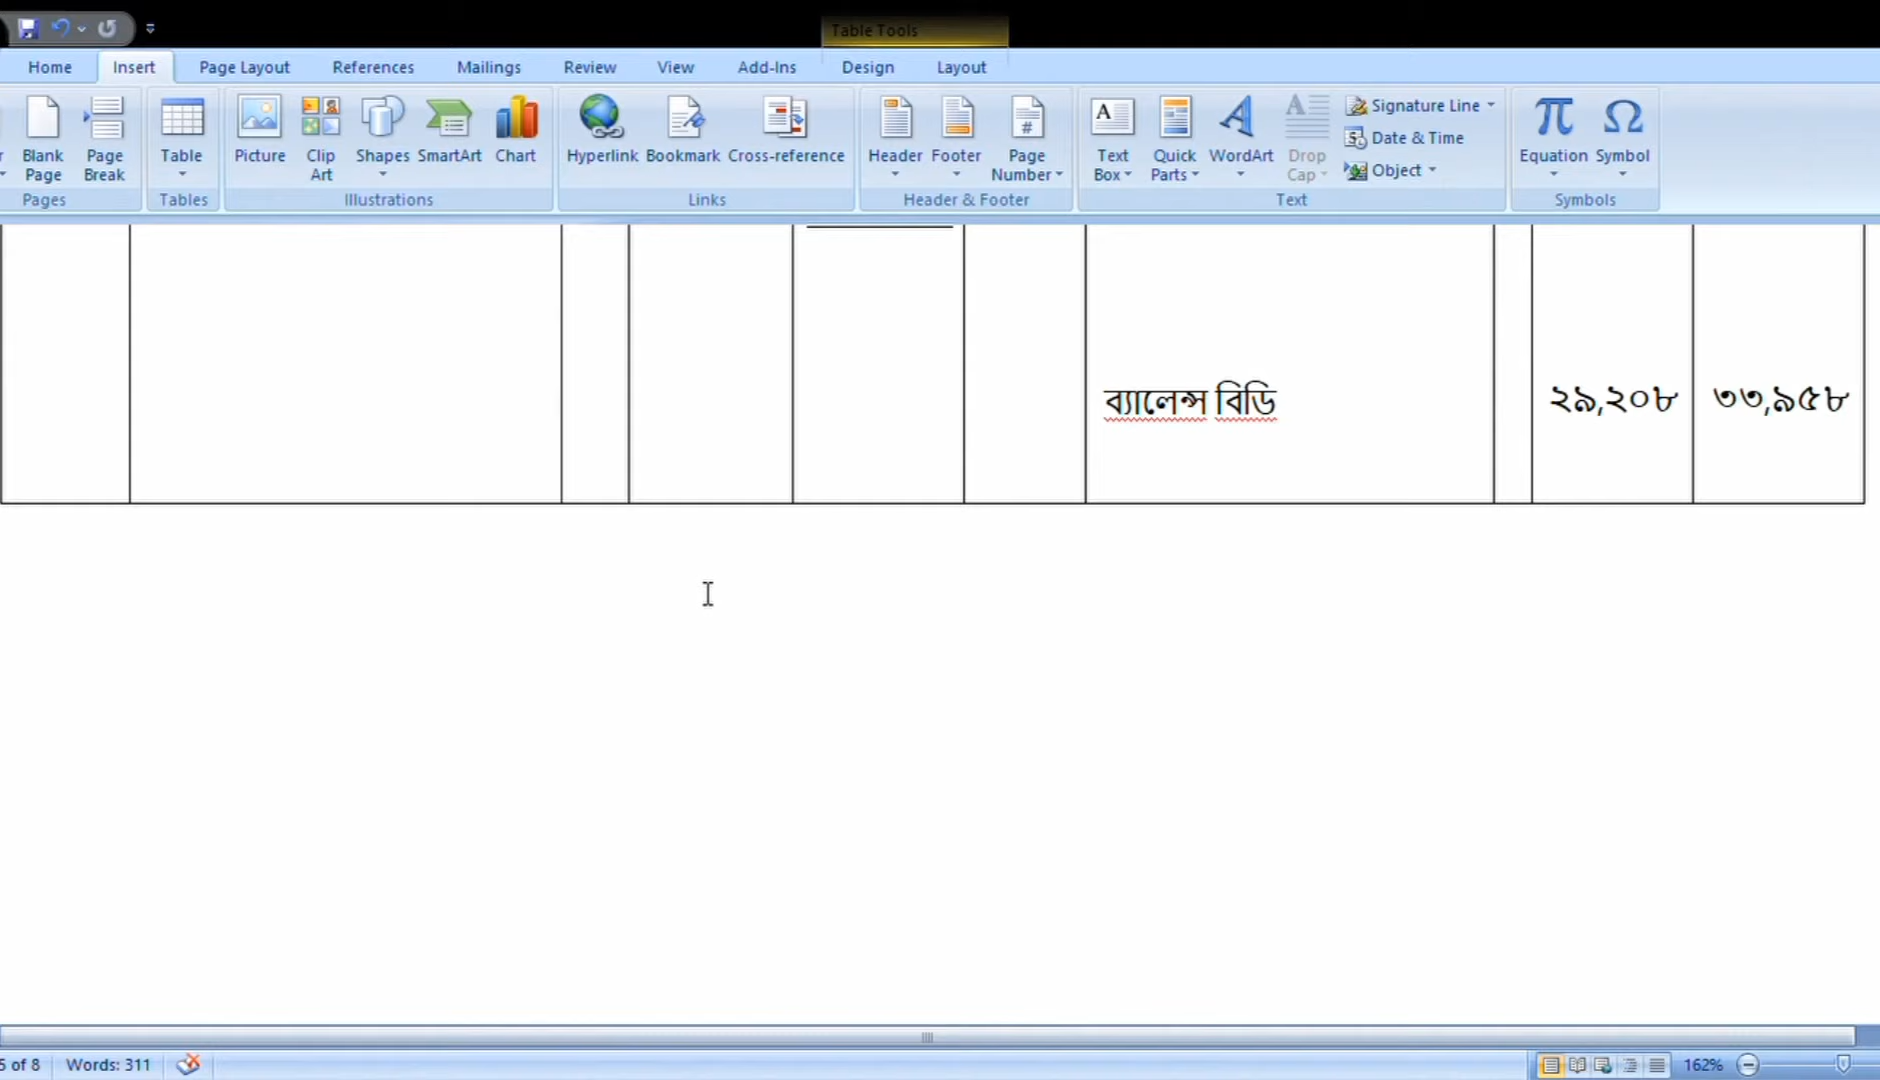 Table Tools
Home Insert Page Layout References Mailings Review View Add-Ins Design Layout
Blank Page
Page Break
Table
Picture
Clip Art
Shapes
SmartArt
Chart
Hyperlink
Bookmark
Cross-reference
Header
Footer
Page Number
Text Box
Quick Parts
WordArt
Drop Cap
Signature Line
Date & Time
Object
Equation
Symbol
Pages Tables Illustrations Links Header & Footer Text Symbols
ব্যালেন্স বিডি ২৯,২০৮ ৩৩,৯৫৮
5 of 8 Words: 311 162%